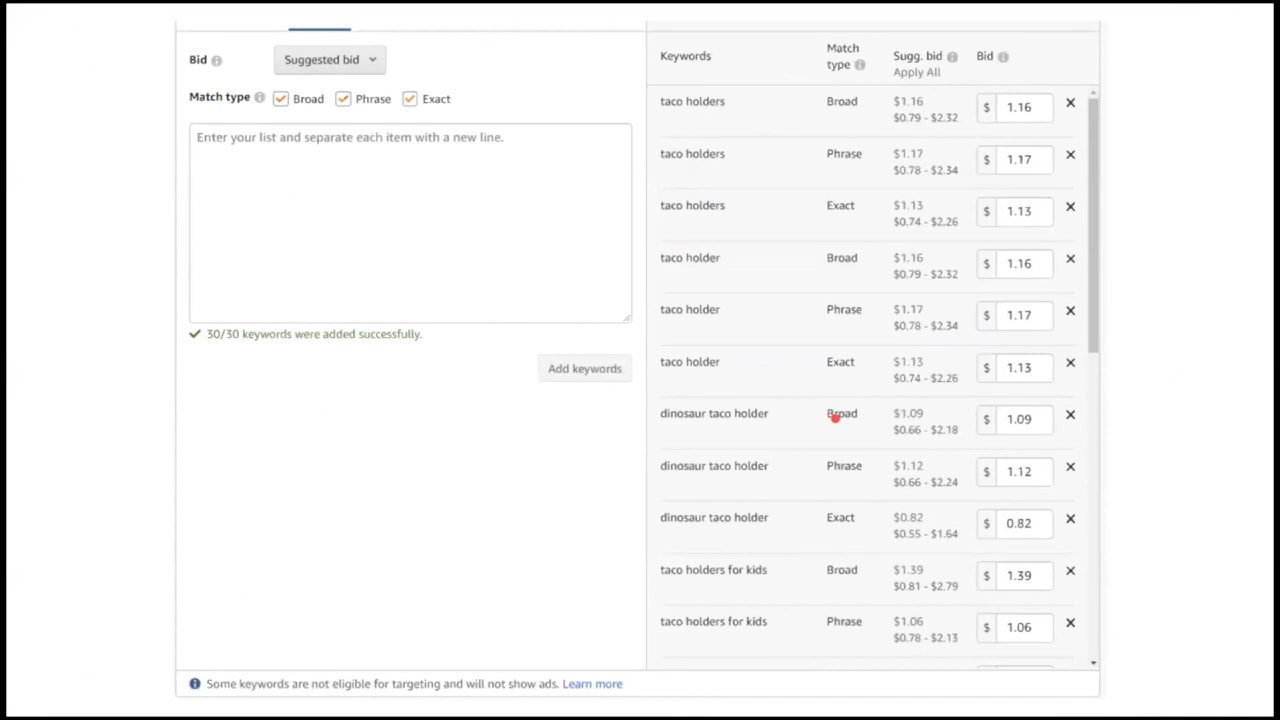 Bid Suggested bid
Match type Broad Phrase Exact
Enter your list and separate each item with a new line.
30/30 keywords were added successfully.
Add keywords
Keywords Match type Sugg. bid Bid
Apply All
taco holders Broad $1.16 $ 1.16
$0.79 - $2.32
taco holders Phrase $1.17 $ 1.17
$0.78 - $2.34
taco holders Exact $1.13 $ 1.13
$0.74 - $2.26
taco holder Broad $1.16 $ 1.16
$0.79 - $2.32
taco holder Phrase $1.17 $ 1.17
$0.78 - $2.34
taco holder Exact $1.13 $ 1.13
$0.74 - $2.26
dinosaur taco holder Broad $1.09 $ 1.09
$0.66 - $2.18
dinosaur taco holder Phrase $1.12 $ 1.12
$0.66 - $2.24
dinosaur taco holder Exact $0.82 $ 0.82
$0.55 - $1.64
taco holders for kids Broad $1.39 $ 1.39
$0.81 - $2.79
taco holders for kids Phrase $1.06 $ 1.06
$0.78 - $2.13
Some keywords are not eligible for targeting and will not show ads. Learn more